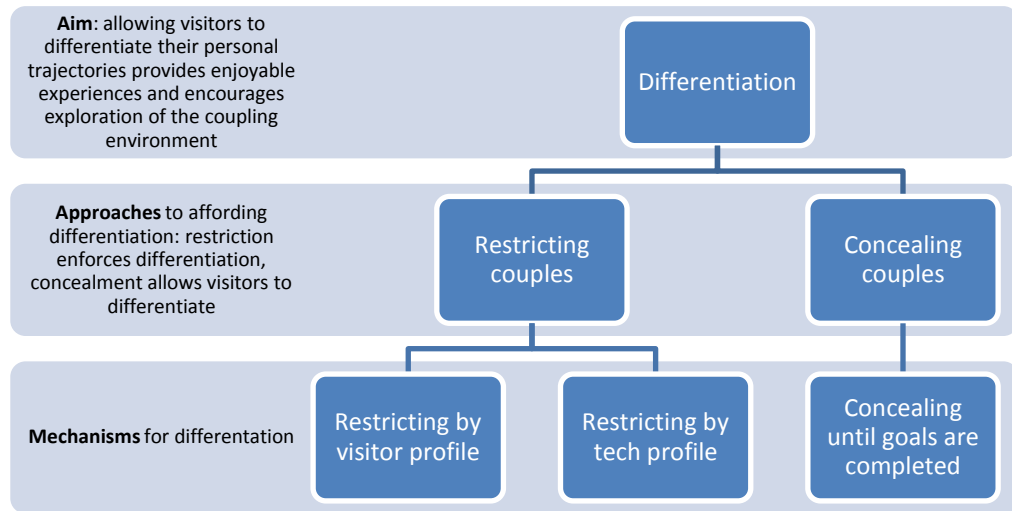 Aim: allowing visitors to
differentiate their personal
trajectories provides enjoyable
experiences and encourages
exploration of the coupling
environment
Differentiation
Approaches to affording
differentiation: restriction
enforces differentiation,
concealment allows visitors to
differentiate
Restricting
couples
Concealing
couples
Mechanisms for differentation
Restricting by
visitor profile
Restricting by
tech profile
Concealing
until goals are
completed